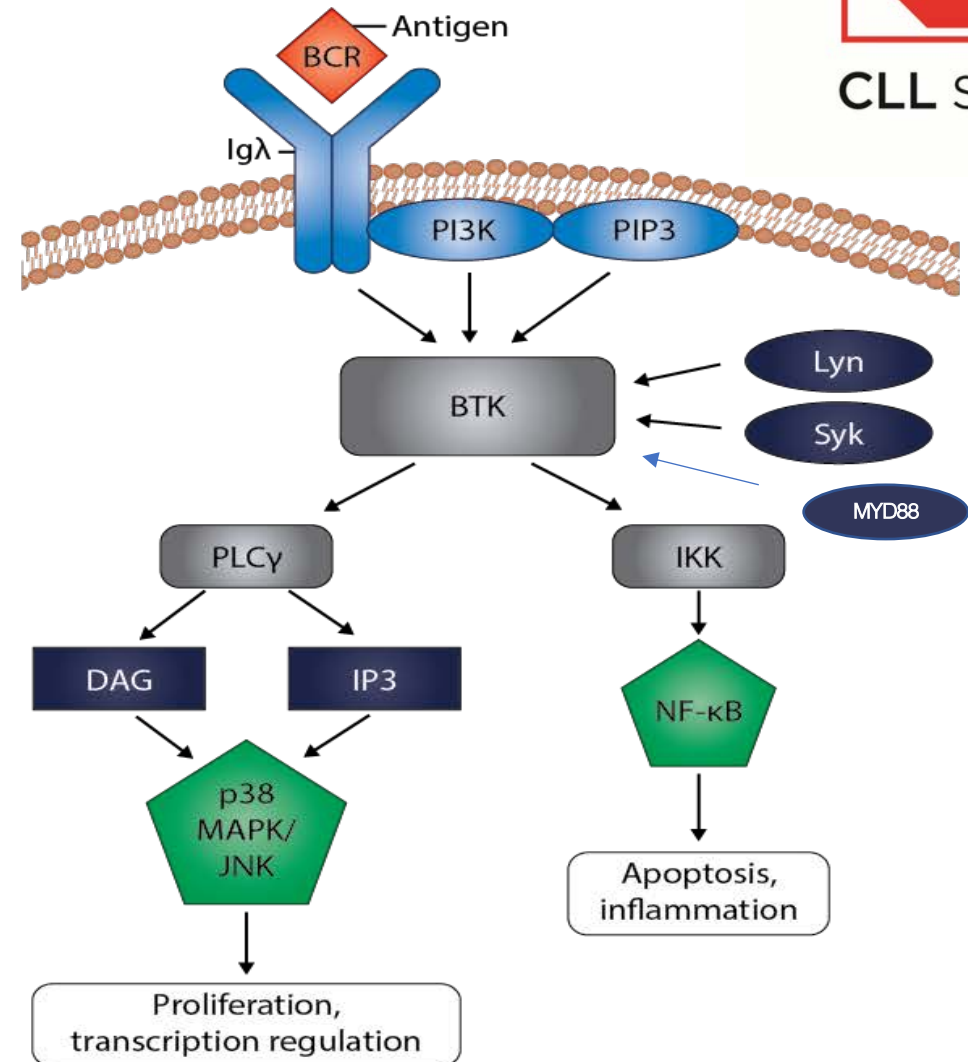 Antigen
BCR
CLL S
Igλ
PI3K
PIP3
Lyn
BTK
Syk
MYD88
PLCγ
IKK
DAG
IP3
NF-κB
p38
MAPK/
JNK
Apoptosis,
inflammation
Proliferation,
transcription regulation